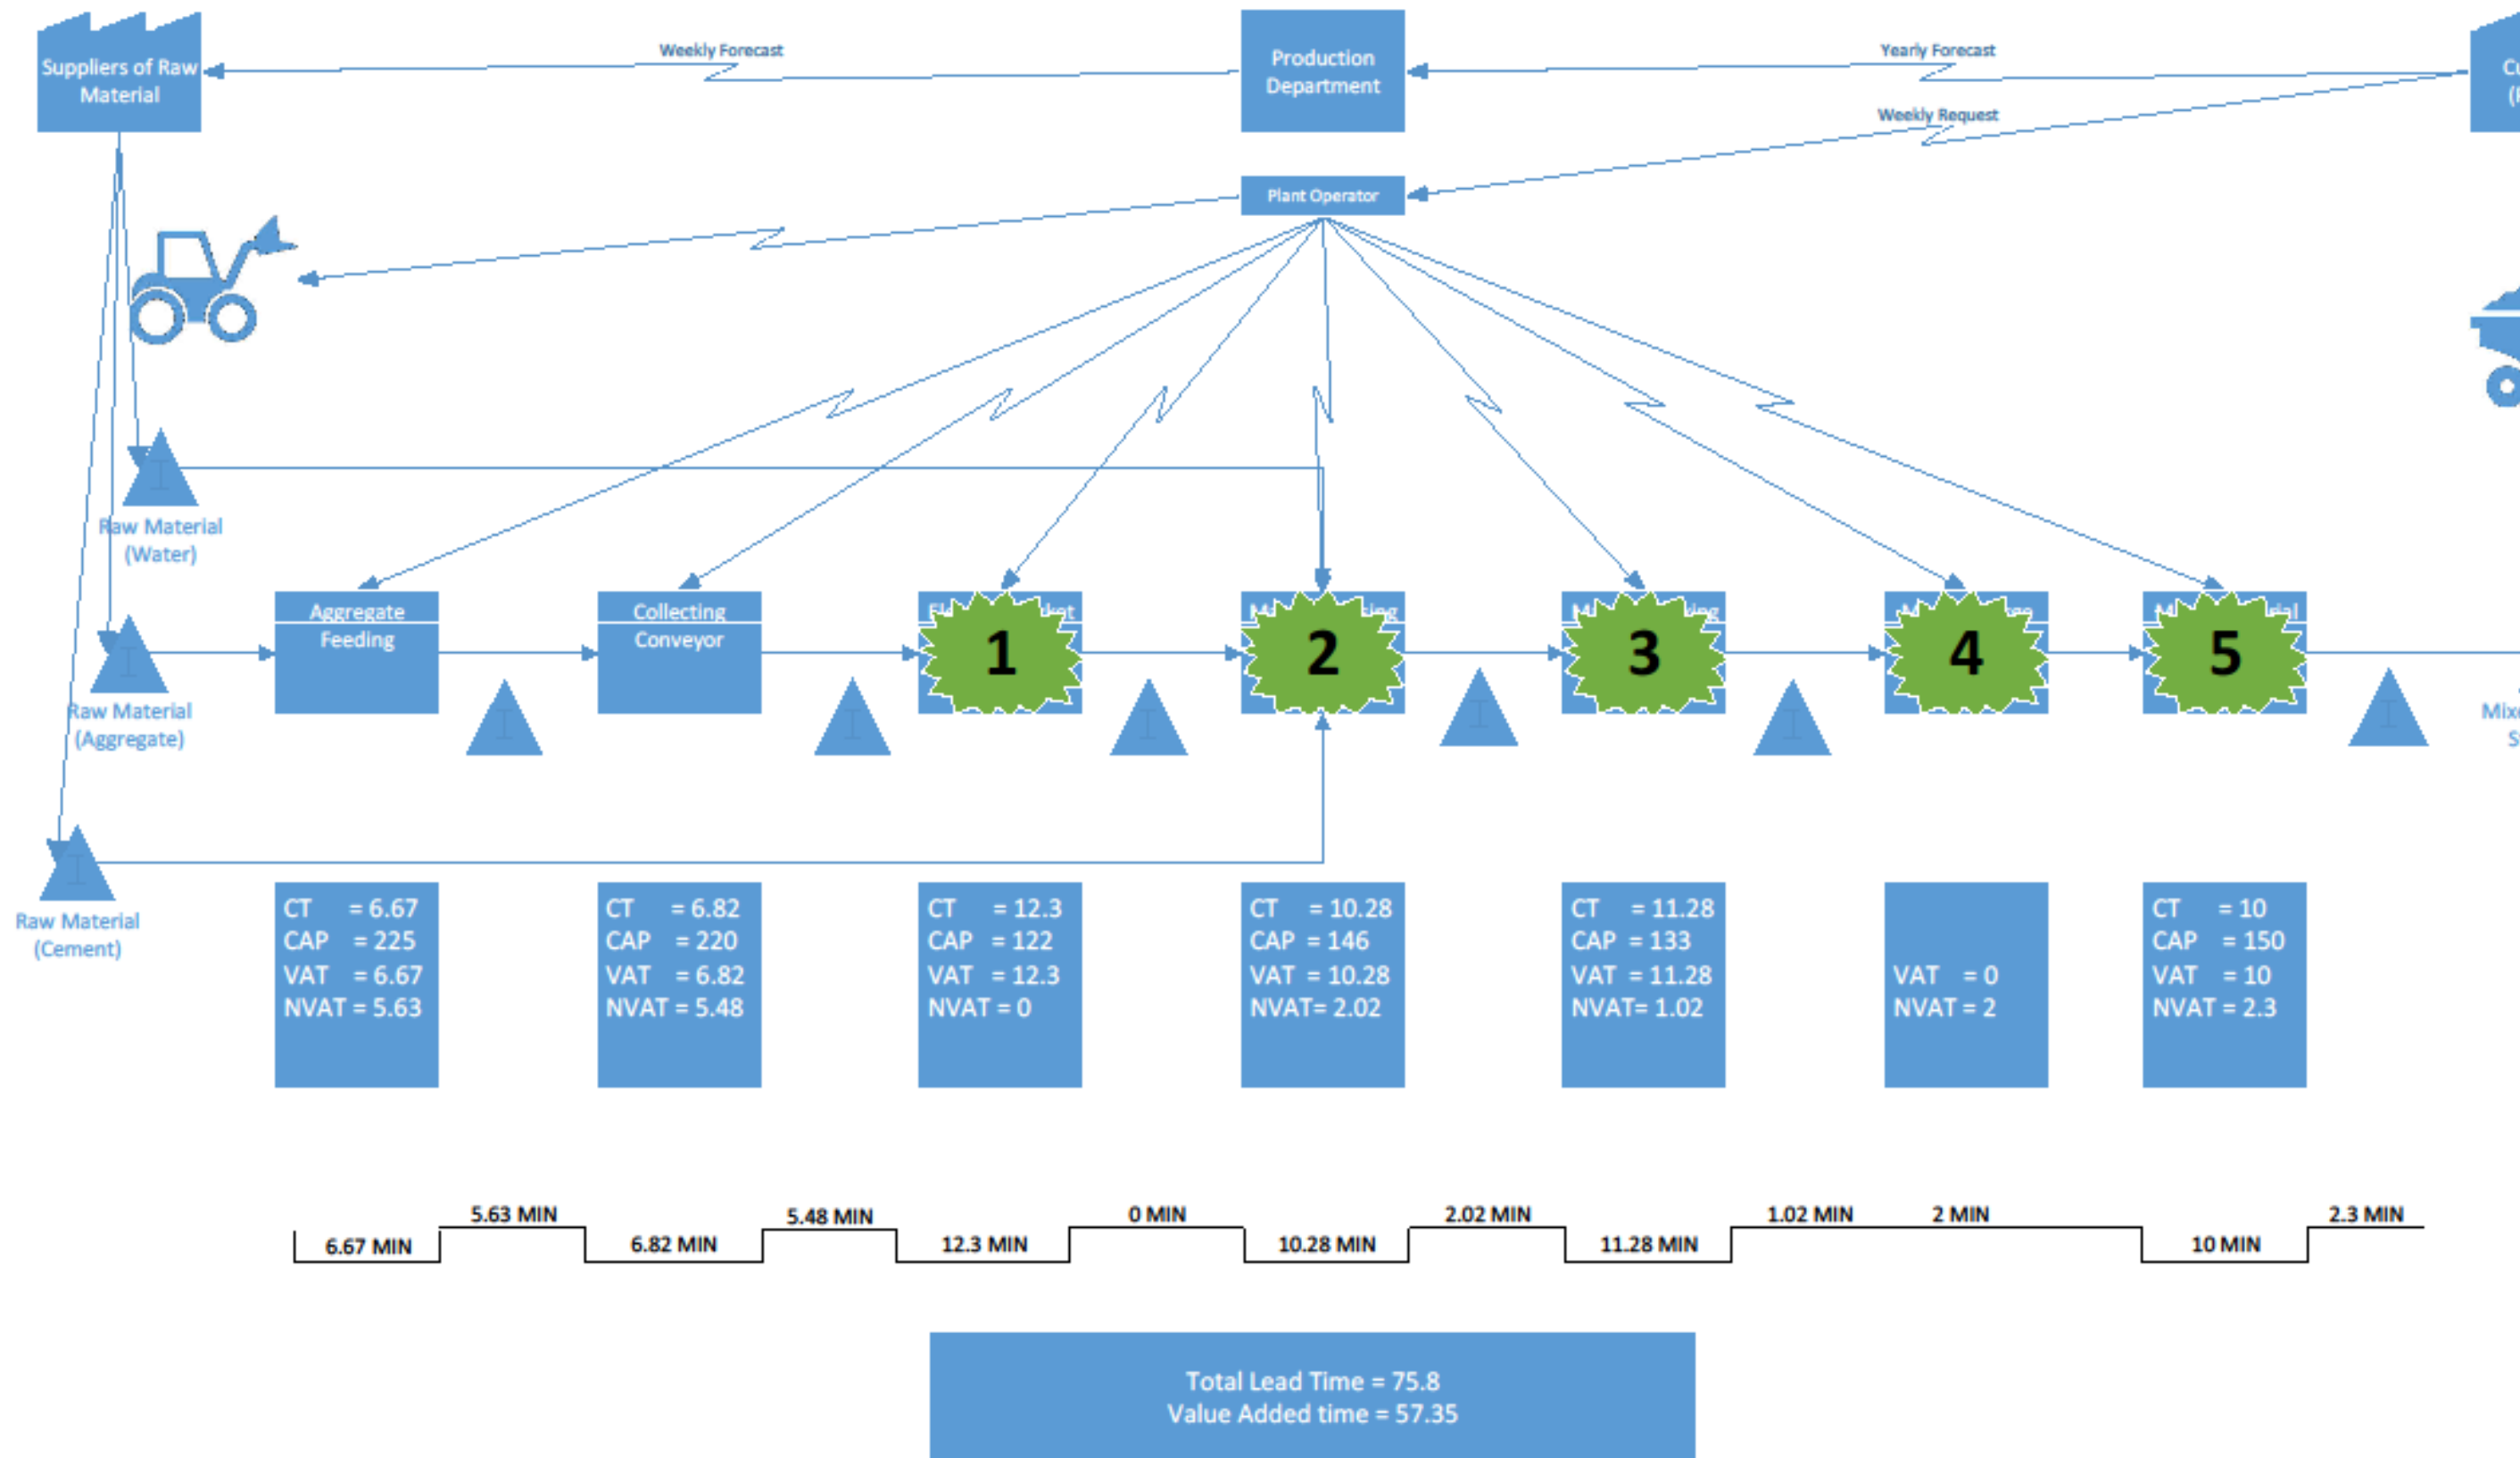 Weekly Forecast
Yearly Forecast
Suppliers of Raw
Material
Production
Department
Weekly Request
Plant Operator
Raw Material
(Water)
Aggregate
Feeding
Collecting
Conveyor
1
2
3
4
5
Raw Material
(Aggregate)
Raw Material
(Cement)
CT = 6.67
CAP = 225
VAT = 6.67
NVAT = 5.63
CT = 6.82
CAP = 220
VAT = 6.82
NVAT = 5.48
CT = 12.3
CAP = 122
VAT = 12.3
NVAT = 0
CT = 10.28
CAP = 146
VAT = 10.28
NVAT= 2.02
CT = 11.28
CAP = 133
VAT = 11.28
NVAT= 1.02
VAT = 0
NVAT = 2
CT = 10
CAP = 150
VAT = 10
NVAT = 2.3
5.63 MIN
5.48 MIN
0 MIN
2.02 MIN
1.02 MIN
2 MIN
2.3 MIN
6.67 MIN
6.82 MIN
12.3 MIN
10.28 MIN
11.28 MIN
10 MIN
Total Lead Time = 75.8
Value Added time = 57.35